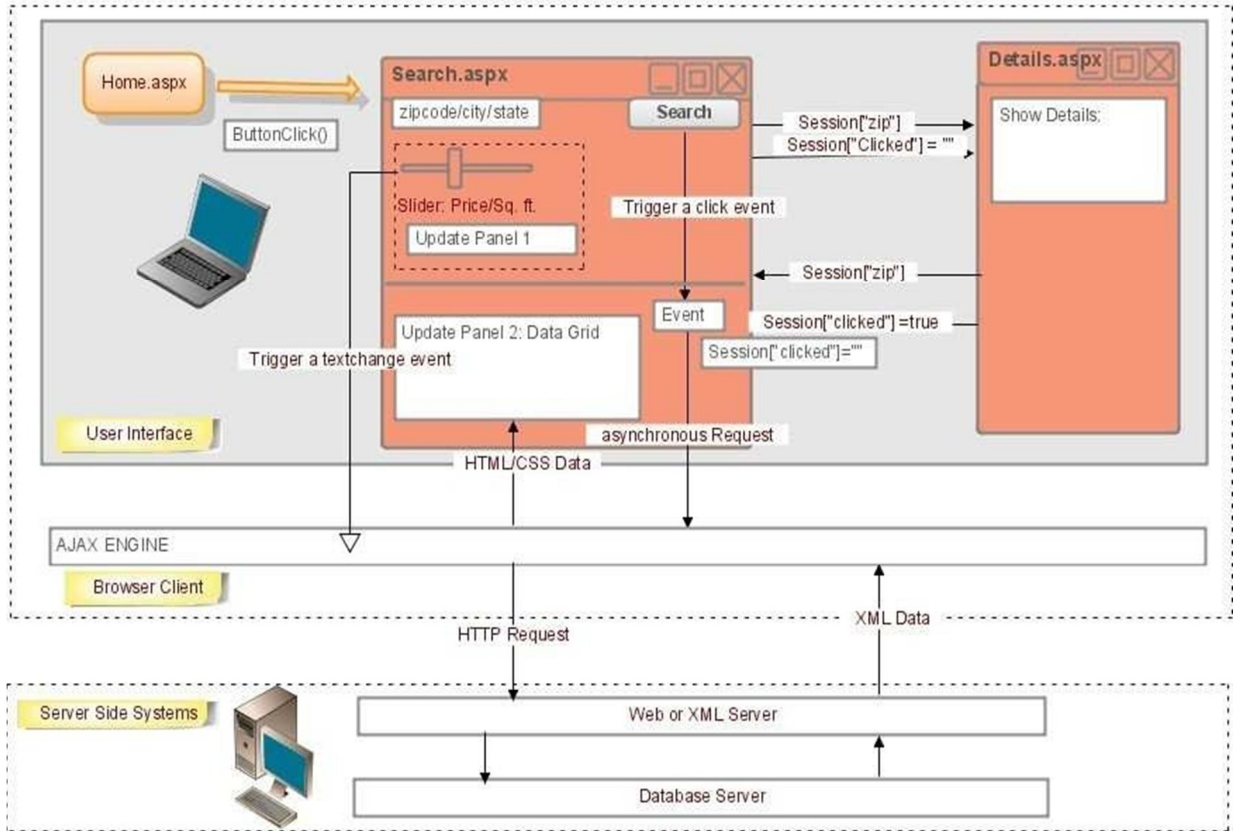 Home.aspx
ButtonClick()
Search.aspx
zipcode/city/state
Search
Slider: Price/Sq. ft.
Update Panel 1
Trigger a click event
Event
Update Panel 2: Data Grid
Session["clicked"]=""
Trigger a textchange event
Session["zip"]
Session["Clicked"] = ""
Session["zip"]
Session["clicked"] =true
Details.aspx
Show Details:
User Interface
asynchronous Request
HTML/CSS Data
AJAX ENGINE
Browser Client
HTTP Request
XML Data
Server Side Systems
Web or XML Server
Database Server